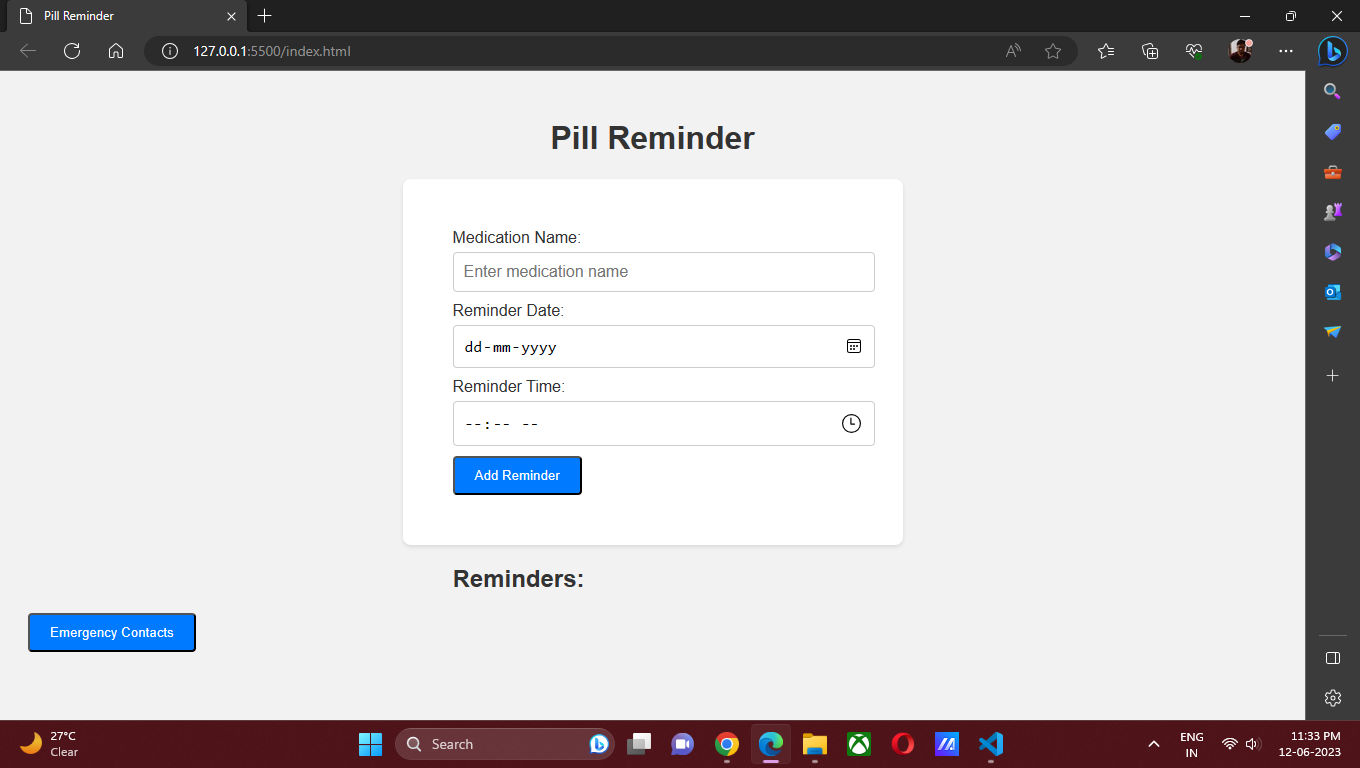 Pill Reminder
127.0.0.1:5500/index.html
Pill Reminder
Medication Name:
Enter medication name
Reminder Date:
dd-mm-yyyy
Reminder Time:
--:-- --
Add Reminder
Reminders:
Emergency Contacts
27°C
Clear
Search
ENG
IN
11:33 PM
12-06-2023